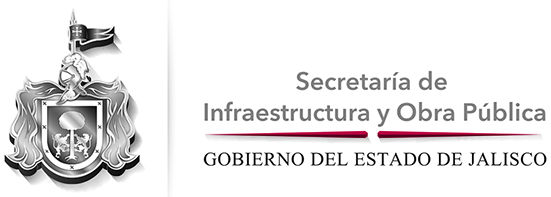 Secretaría de
Infraestructura y Obra Pública
GOBIERNO DEL ESTADO DE JALISCO